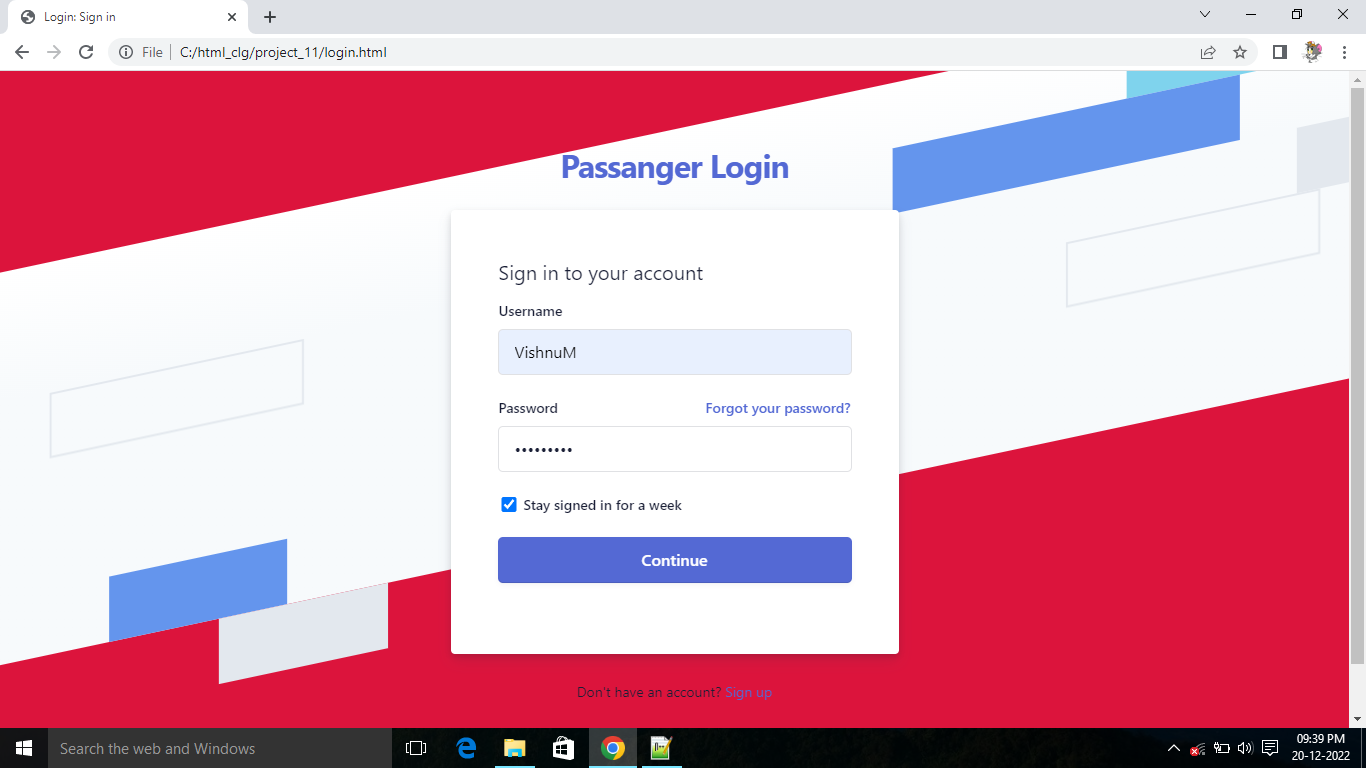 Login: Sign in
File
C:/html_clg/project_11/login.html
Passanger Login
Sign in to your account
Username
VishnuM
Password
Forgot your password?
•••••••••
Stay signed in for a week
Continue
Don't have an account? Sign up
Search the web and Windows
09:39 PM
20-12-2022